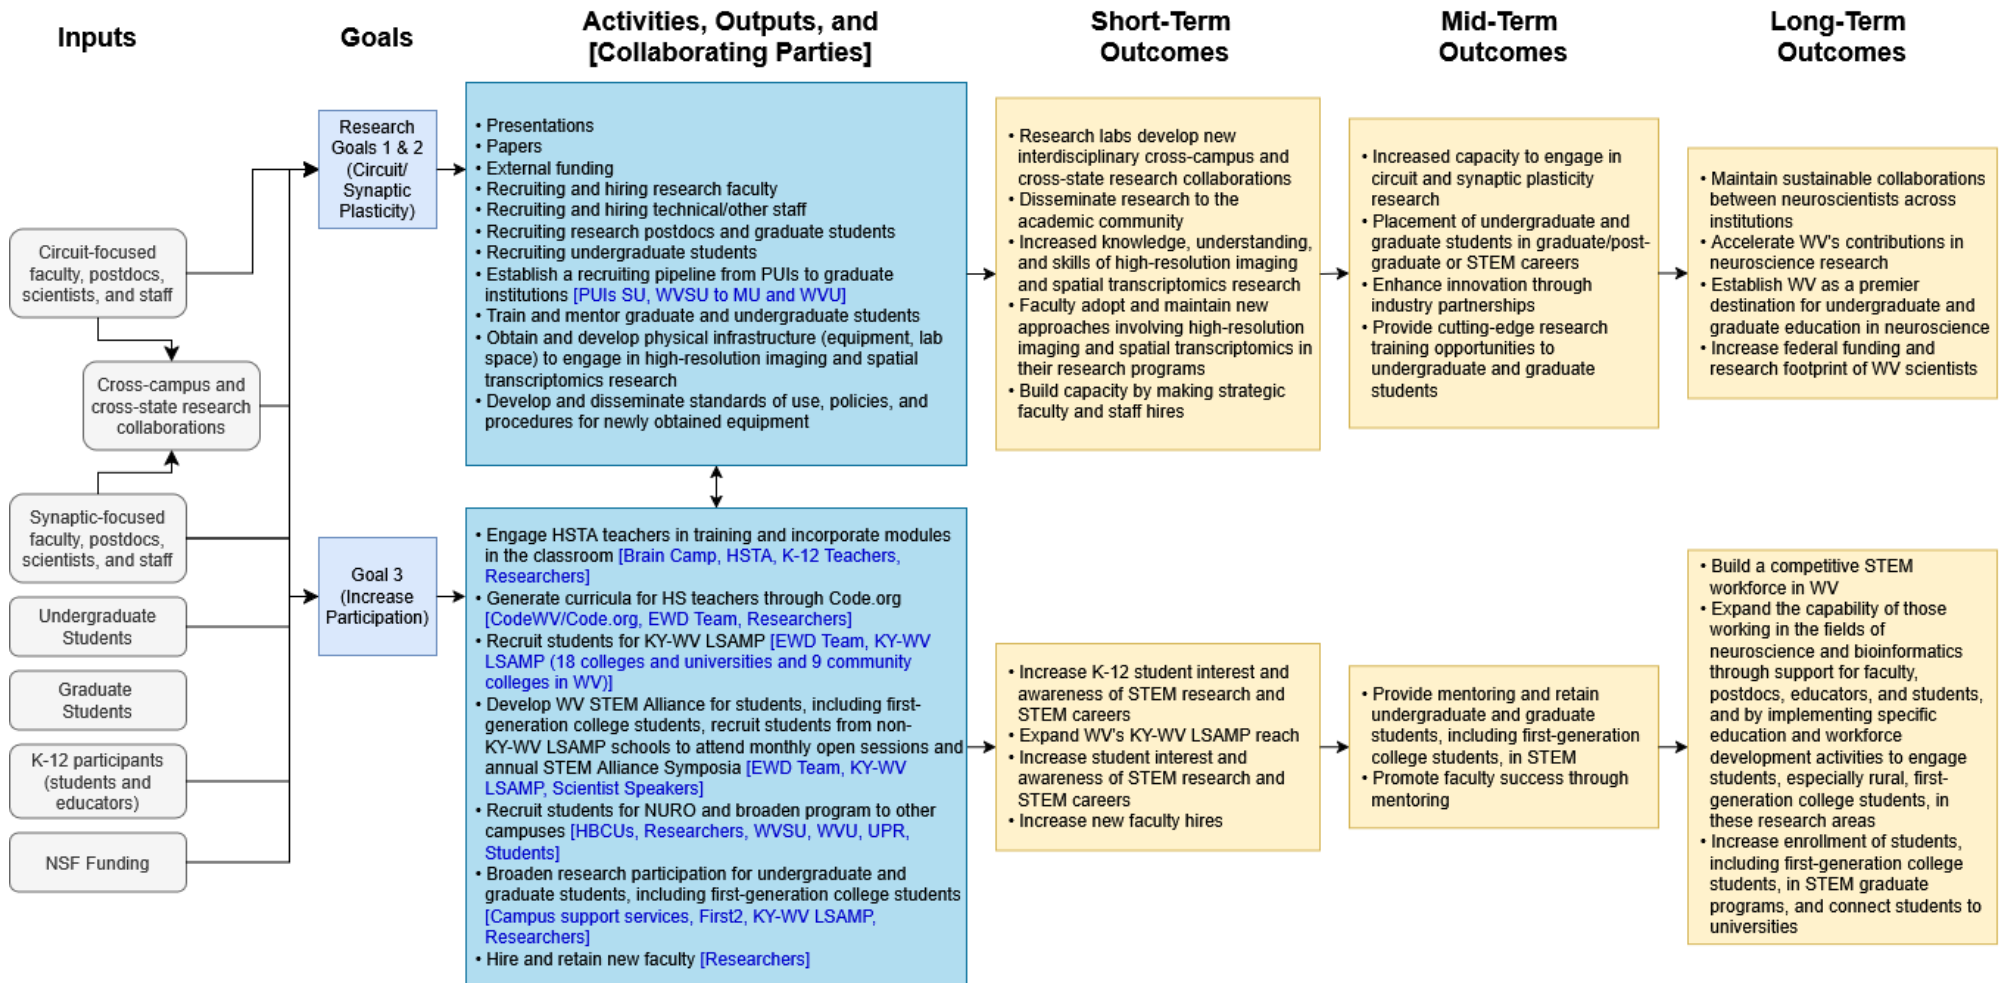 Inputs
Goals
Activities, Outputs, and
[Collaborating Parties]
Short-Term
Outcomes
Mid-Term
Outcomes
Long-Term
Outcomes
Circuit-focused
faculty, postdocs,
scientists, and staff
Cross-campus and
cross-state research
collaborations
Synaptic-focused
faculty, postdocs,
scientists, and staff
Undergraduate
Students
Graduate
Students
K-12 participants
(students and
educators)
NSF Funding
Research
Goals 1 & 2
(Circuit/
Synaptic
Plasticity)
• Presentations
• Papers
• External funding
• Recruiting and hiring research faculty
• Recruiting and hiring technical/other staff
• Recruiting research postdocs and graduate students
• Recruiting undergraduate students
• Establish a recruiting pipeline from PUIs to graduate
institutions [PUIs SU, WVSU to MU and WVU]
• Train and mentor graduate and undergraduate students
• Obtain and develop physical infrastructure (equipment, lab
space) to engage in high-resolution imaging and spatial
transcriptomics research
• Develop and disseminate standards of use, policies, and
procedures for newly obtained equipment
• Research labs develop new
interdisciplinary cross-campus and
cross-state research collaborations
• Disseminate research to the
academic community
• Increased knowledge, understanding,
and skills of high-resolution imaging
and spatial transcriptomics research
• Faculty adopt and maintain new
approaches involving high-resolution
imaging and spatial transcriptomics in
their research programs
• Build capacity by making strategic
faculty and staff hires
• Increased capacity to engage in
circuit and synaptic plasticity
research
• Placement of undergraduate and
graduate students in graduate/post-
graduate or STEM careers
• Enhance innovation through
industry partnerships
• Provide cutting-edge research
training opportunities to
undergraduate and graduate
students
• Maintain sustainable collaborations
between neuroscientists across
institutions
• Accelerate WV's contributions in
neuroscience research
• Establish WV as a premier
destination for undergraduate and
graduate education in neuroscience
• Increase federal funding and
research footprint of WV scientists
Goal 3
(Increase
Participation)
• Engage HSTA teachers in training and incorporate modules
in the classroom [Brain Camp, HSTA, K-12 Teachers,
Researchers]
• Generate curricula for HS teachers through Code.org
[CodeWV/Code.org, EWD Team, Researchers]
• Recruit students for KY-WV LSAMP [EWD Team, KY-WV
LSAMP (18 colleges and universities and 9 community
colleges in WV)]
• Develop WV STEM Alliance for students, including first-
generation college students, recruit students from non-
KY-WV LSAMP schools to attend monthly open sessions and
annual STEM Alliance Symposia [EWD Team, KY-WV
LSAMP, Scientist Speakers]
• Recruit students for NURO and broaden program to other
campuses [HBCUs, Researchers, WVSU, WVU, UPR,
Students]
• Broaden research participation for undergraduate and
graduate students, including first-generation college students
[Campus support services, First2, KY-WV LSAMP,
Researchers]
• Hire and retain new faculty [Researchers]
• Increase K-12 student interest and
awareness of STEM research and
STEM careers
• Expand WV's KY-WV LSAMP reach
• Increase student interest and
awareness of STEM research and
STEM careers
• Increase new faculty hires
• Provide mentoring and retain
undergraduate and graduate
students, including first-generation
college students, in STEM
• Promote faculty success through
mentoring
• Build a competitive STEM
workforce in WV
• Expand the capability of those
working in the fields of
neuroscience and bioinformatics
through support for faculty,
postdocs, educators, and students,
and by implementing specific
education and workforce
development activities to engage
students, especially rural, first-
generation college students, in
these research areas
• Increase enrollment of students,
including first-generation college
students, in STEM graduate
programs, and connect students to
universities